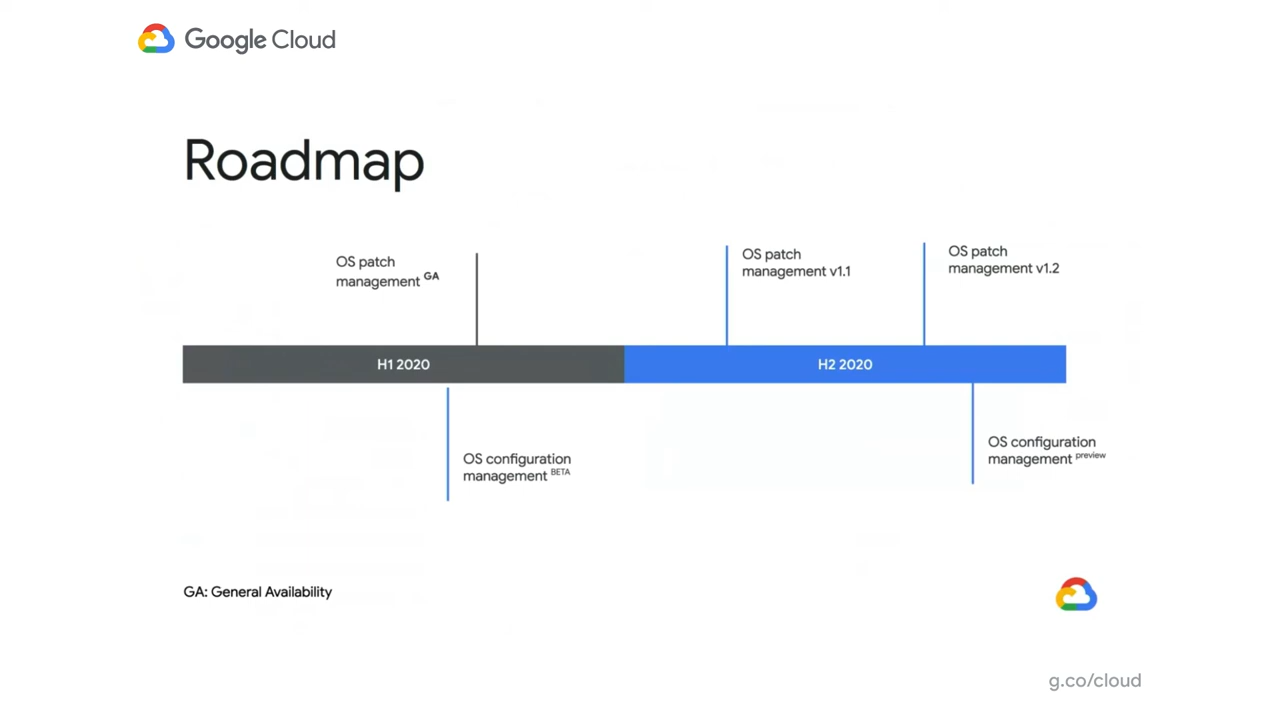 Google Cloud
Roadmap
OS patch
management GA
OS patch
management v1.1
OS patch
management v1.2
H1 2020
H2 2020
OS configuration
management BETA
OS configuration
management preview
GA: General Availability
g.co/cloud